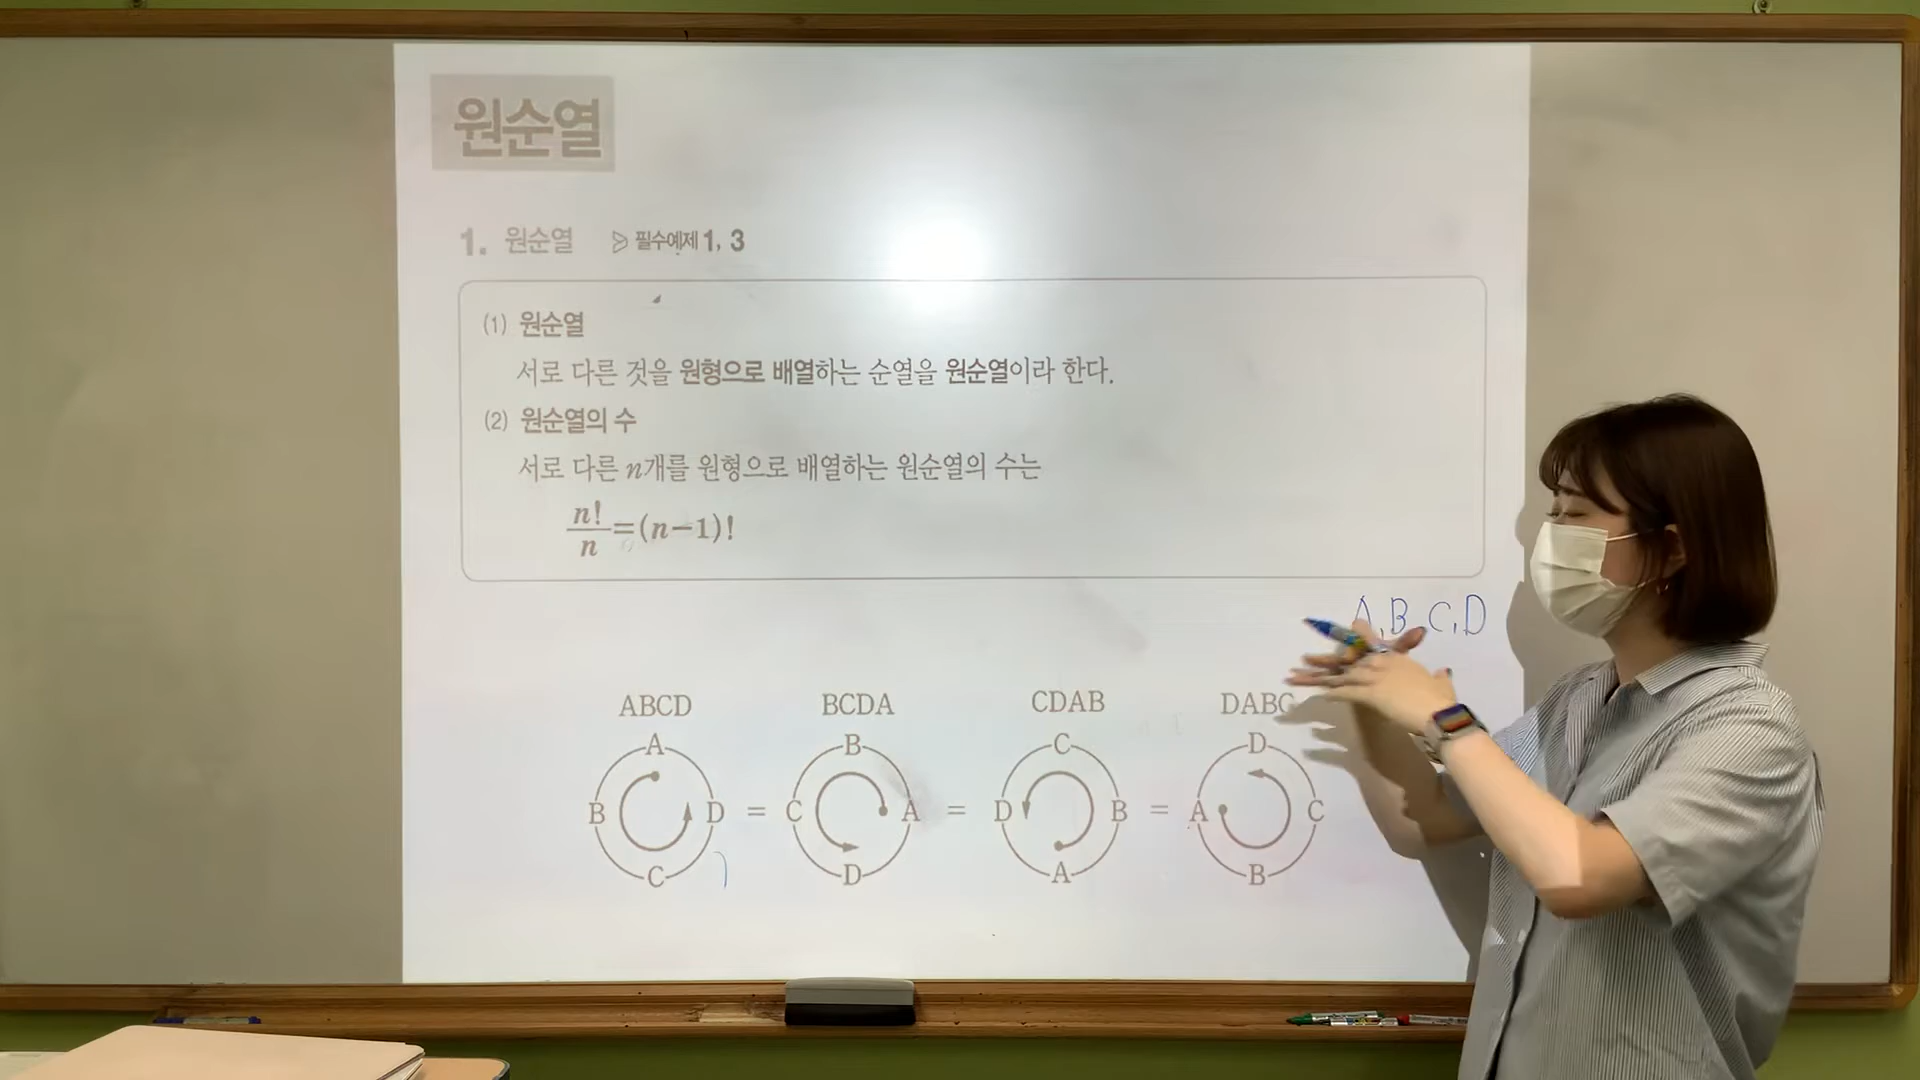 원순열
1. 원순열 ▷ 필수예제 1, 3
(1) 원순열
서로 다른 것을 원형으로 배열하는 순열을 원순열이라 한다.
(2) 원순열의 수
서로 다른 n개를 원형으로 배열하는 원순열의 수는
n!/n=(n-1)!
A, B, C, D
ABCD BCDA CDAB DABC
A B C D
B D = C A = D B = A C
C D A B